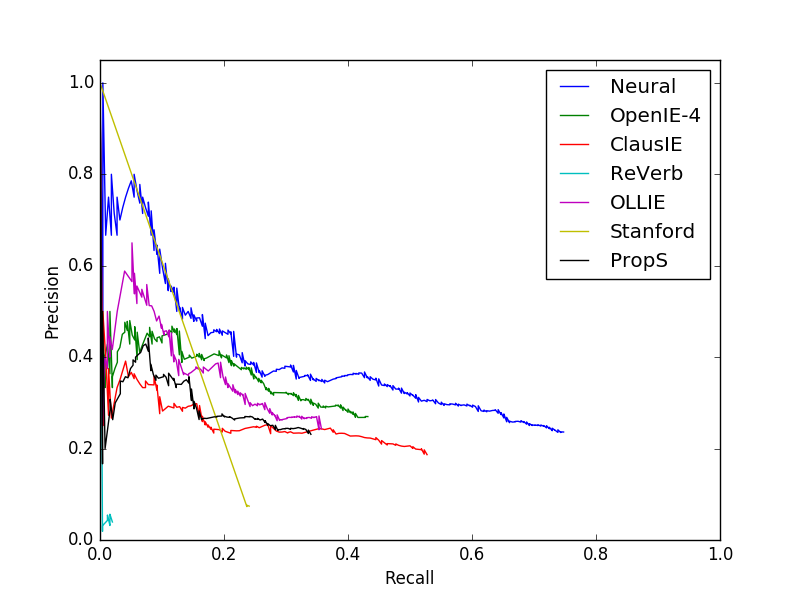 Precision
1.0
0.8
0.6
0.4
0.2
0.0
0.0 0.2 0.4 0.6 0.8 1.0
Recall
Neural
OpenIE-4
ClausIE
ReVerb
OLLIE
Stanford
PropS